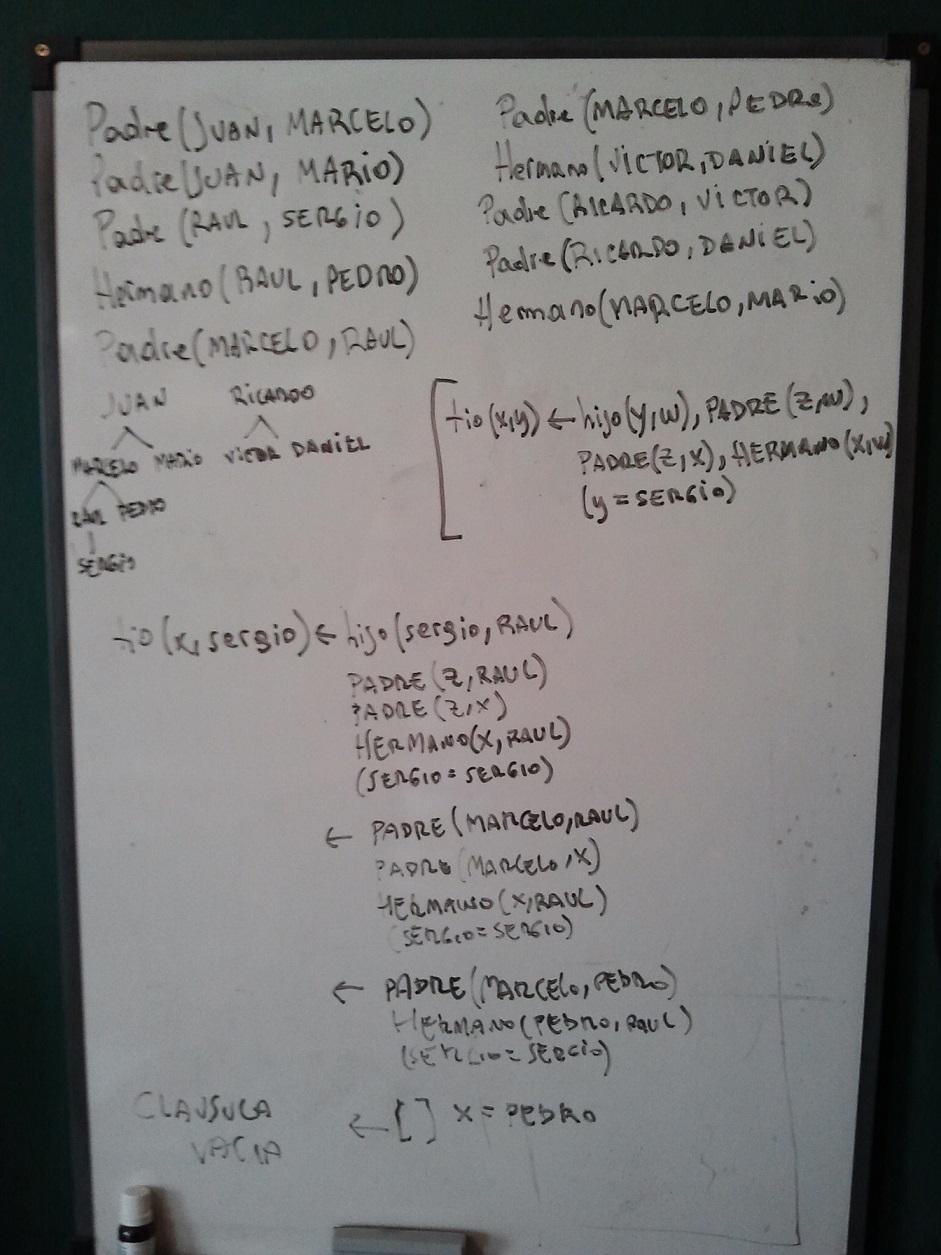 Padre(JUAN, MARCELO)
Padre(JUAN, MARIO)
Padre (RAUL, SERGIO)
Hermano(RAUL, PEDRO)
Padre(MARCELO, RAUL)
Padre (MARCELO, PEDRO)
Hermano(VICTOR, DANIEL)
Padre (RICARDO, VICTOR)
Padre(RICARDO, DANIEL)
Hermano(MARCELO, MARIO)
JUAN RICARDO
MARCELO MARIO VICTOR DANIEL
RAUL PEDRO
SERGIO
tio(x,y) ← hijo(y,w), PADRE(z,w),
PADRE(z,x), HERMANO(x,w)
(y = SERGIO)
tio(x,sergio) ← hijo(sergio, RAUL)
PADRE(z, RAUL)
PADRE(z,x)
HERMANO(x, RAUL)
(SERGIO = SERGIO)
← PADRE(MARCELO, RAUL)
PADRE(MARCELO, X)
HERMANO(X, RAUL)
(SERGIO = SERGIO)
← PADRE(MARCELO, PEDRO)
HERMANO(PEDRO, RAUL)
(SERGIO = SERGIO)
CLAUSULA ← [ ] X = PEDRO
VACIA